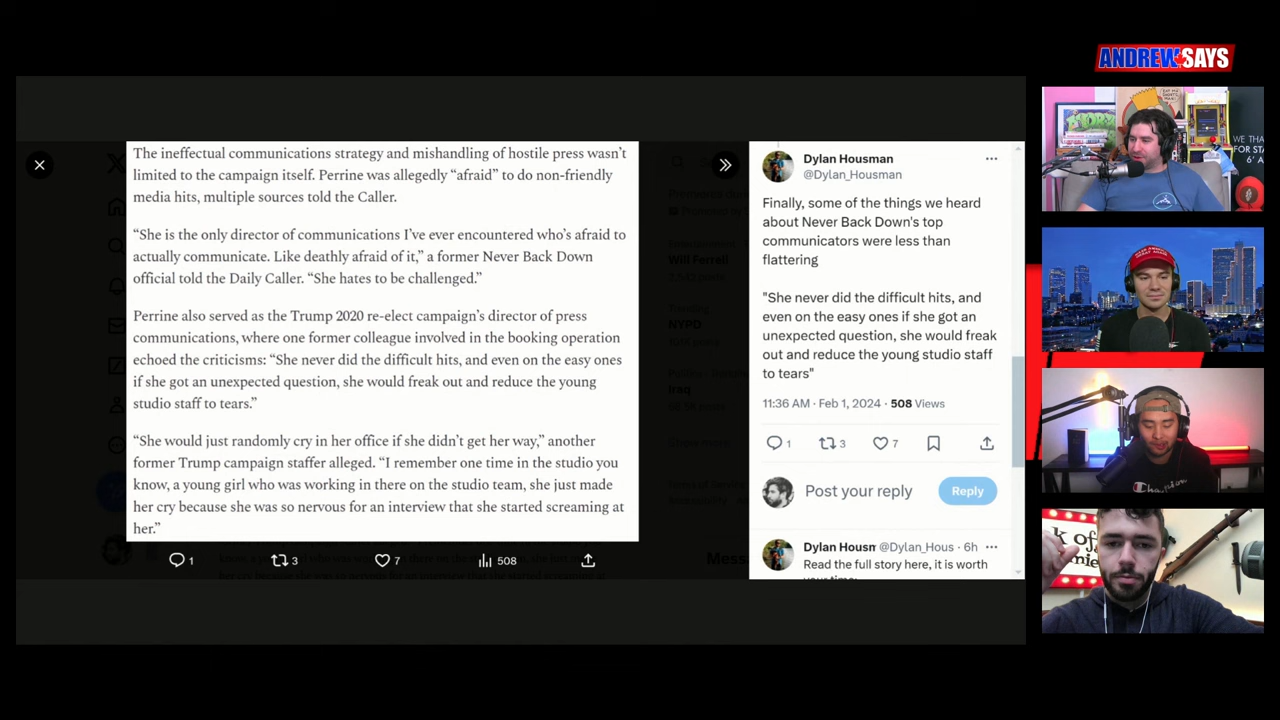 ANDREW SAYS
The ineffectual communications strategy and mishandling of hostile press wasn't
limited to the campaign itself. Perrine was allegedly “afraid” to do non-friendly
media hits, multiple sources told the Caller.
“She is the only director of communications I’ve ever encountered who’s afraid to
actually communicate. Like deathly afraid of it,” a former Never Back Down
official told the Daily Caller. “She hates to be challenged.”
Perrine also served as the Trump 2020 re-elect campaign’s director of press
communications, where one former colleague involved in the booking operation
echoed the criticisms: “She never did the difficult hits, and even on the easy ones
if she got an unexpected question, she would freak out and reduce the young
studio staff to tears.”
“She would just randomly cry in her office if she didn’t get her way,” another
former Trump campaign staffer alleged. “I remember one time in the studio you
know, a young girl who was working in there on the studio team, she just made
her cry because she was so nervous for an interview that she started screaming at
her.”
1 3 7 508
Dylan Housman
@Dylan_Housman
Finally, some of the things we heard
about Never Back Down's top
communicators were less than
flattering
"She never did the difficult hits, and
even on the easy ones if she got an
unexpected question, she would freak
out and reduce the young studio staff
to tears"
11:36 AM · Feb 1, 2024 · 508 Views
1 3 7
Post your reply Reply
Dylan Housm @Dylan_Hous · 6h
Read the full story here, it is worth
your time:
Will Ferrell
NYPD
Iraq
Champion